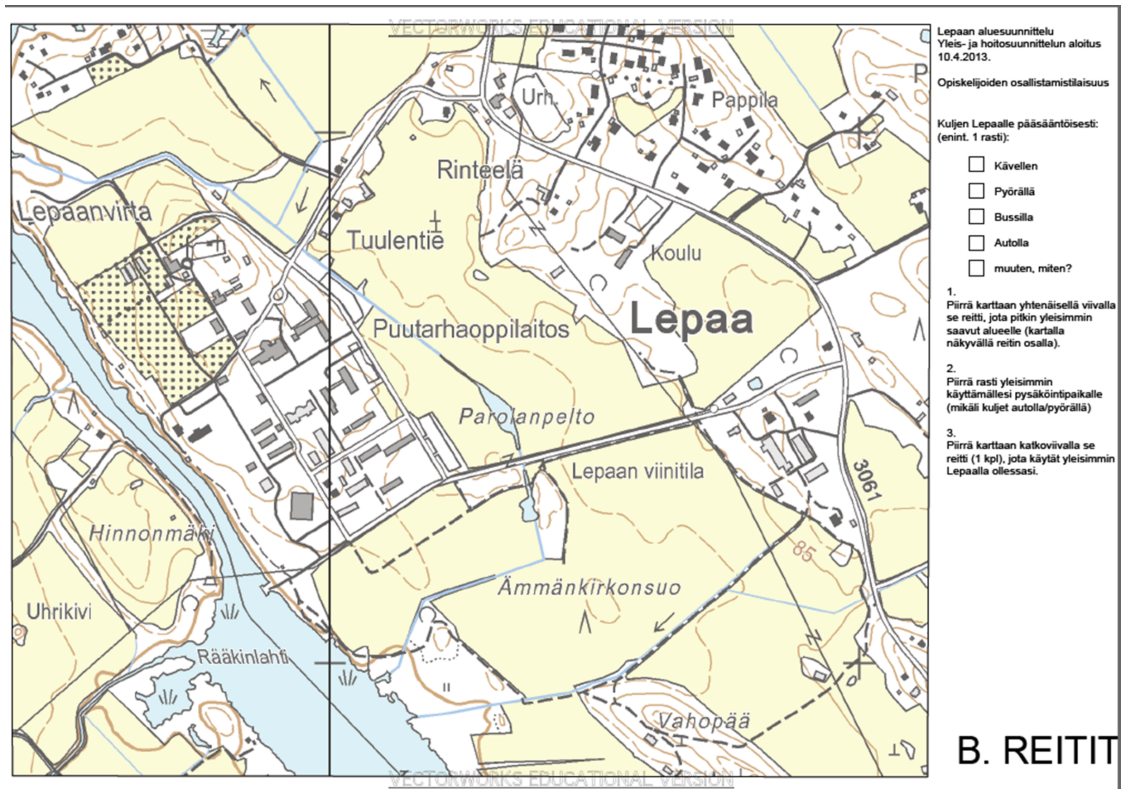 VECTORWORKS EDUCATIONAL VERSION
Lepaan aluesuunnittelu
Yleis- ja hoitosuunnittelun aloitus
10.4.2013.
Opiskelijoiden osallistamistilaisuus
Kuljen Lepaalle pääsääntöisesti:
(enint. 1 rasti):
Kävellen
Pyörällä
Bussilla
Autolla
muuten, miten?
1.
Piirrä karttaan yhtenäisellä viivalla
se reitti, jota pitkin yleisimmin
saavut alueelle (kartalla
näkyvällä reitin osalla).
2.
Piirrä rasti yleisimmin
käyttämällesi pysäköintipaikalle
(mikäli kuljet autolla/pyörällä)
3.
Piirrä karttaan katkoviivalla se
reitti (1 kpl), jota käytät yleisimmin
Lepaalla ollessasi.
B. REITIT
P
Urh.
Pappila
Rinteelä
Lepaanvirta
Tuulentie
Koulu
Lepaa
Puutarhaoppilaitos
Parolanpelto
Lepaan viinitila
3061
Hinnonmäki
85
Ämmänkirkonsuo
Uhrikivi
Rääkinlahti
Vahopää
VECTORWORKS EDUCATIONAL VERSION